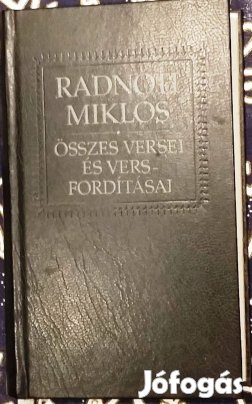 RADNÓTI
MIKLÓS
ÖSSZES VERSEI
ÉS VERS-
FORDÍTÁSAI
Jófogás